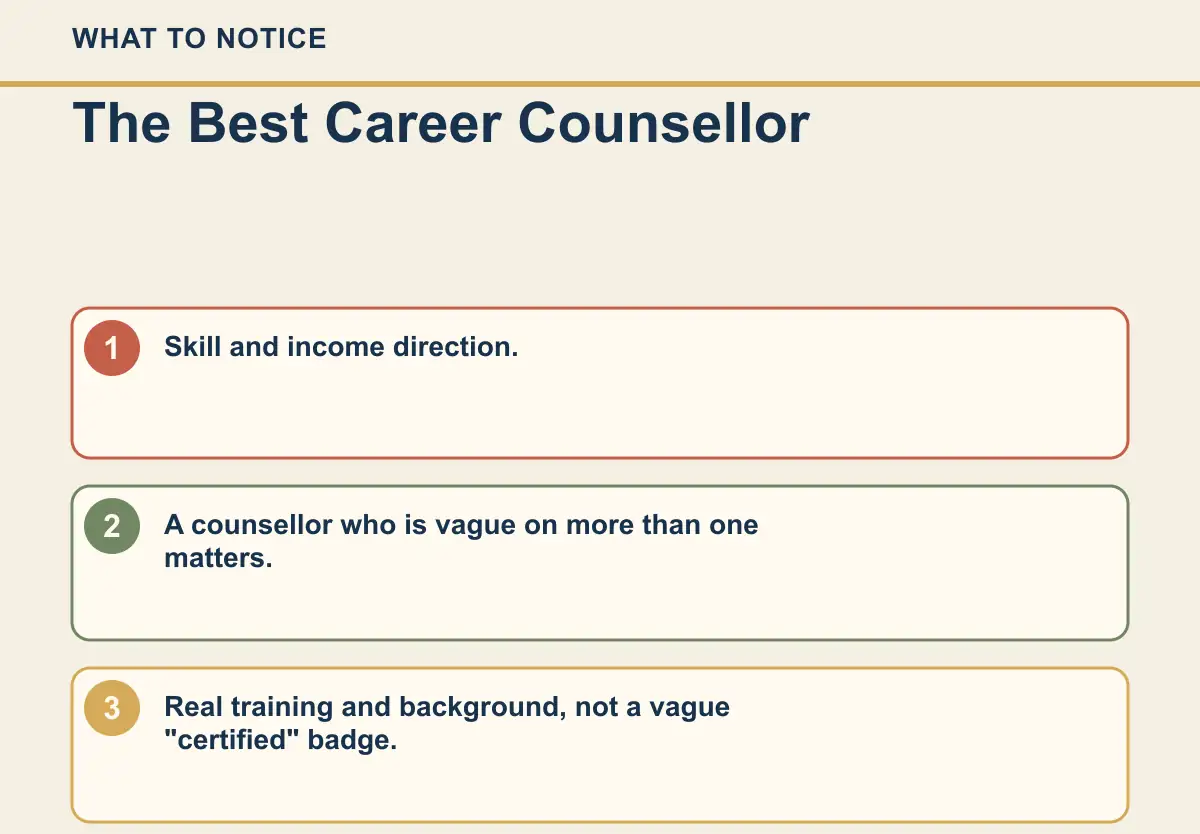 WHAT TO NOTICE
The Best Career Counsellor
1
Skill and income direction.
2
A counsellor who is vague on more than one
matters.
3
Real training and background, not a vague
"certified" badge.